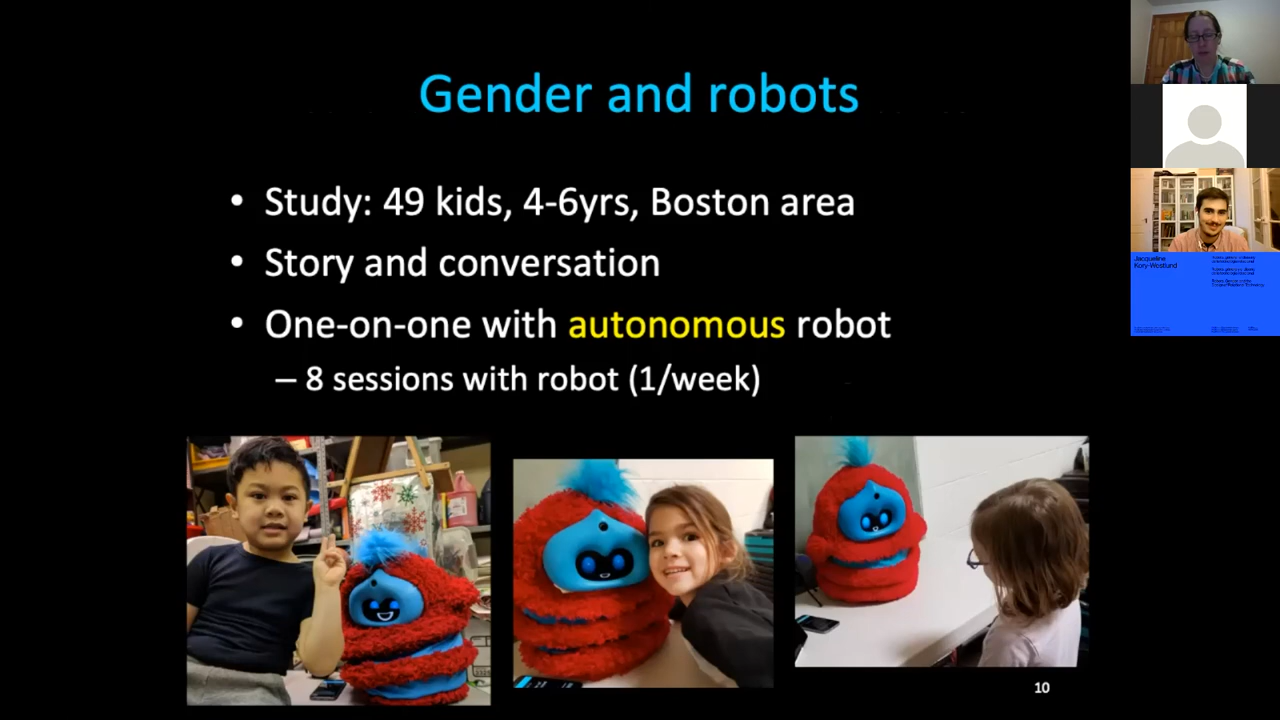 Gender and robots
• Study: 49 kids, 4-6yrs, Boston area
• Story and conversation
• One-on-one with autonomous robot
– 8 sessions with robot (1/week)
10
Jacqueline
Kory-Westlund